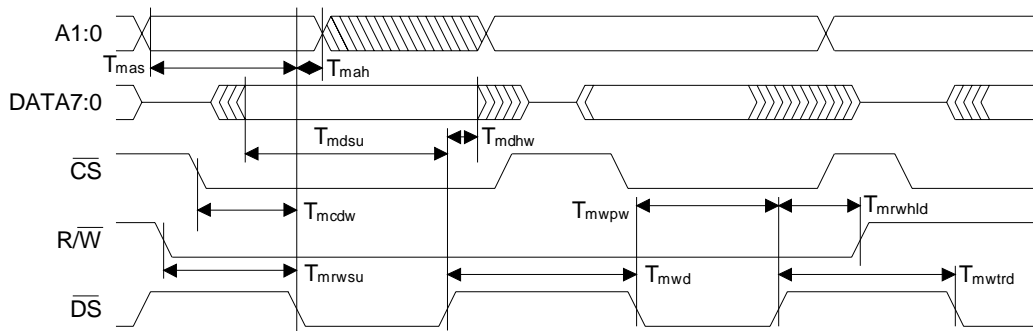 A1:0
Tmas
Tmah
DATA7:0
Tmdsu
Tmdhw
CS
Tmcdw
Tmwpw
Tmrwhld
R/W
Tmrwsu
Tmwd
Tmwtrd
DS